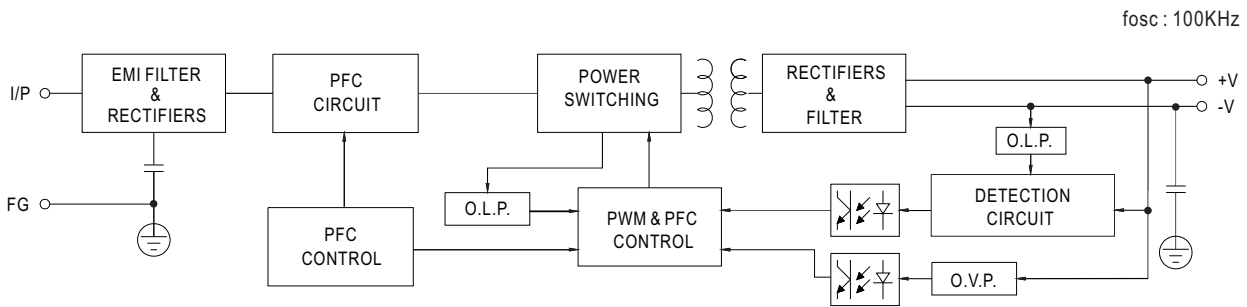 fosc : 100KHz
I/P
EMI FILTER
&
RECTIFIERS
PFC
CIRCUIT
POWER
SWITCHING
RECTIFIERS
&
FILTER
+V
-V
O.L.P.
FG
O.L.P.
PFC
CONTROL
PWM & PFC
CONTROL
DETECTION
CIRCUIT
O.V.P.